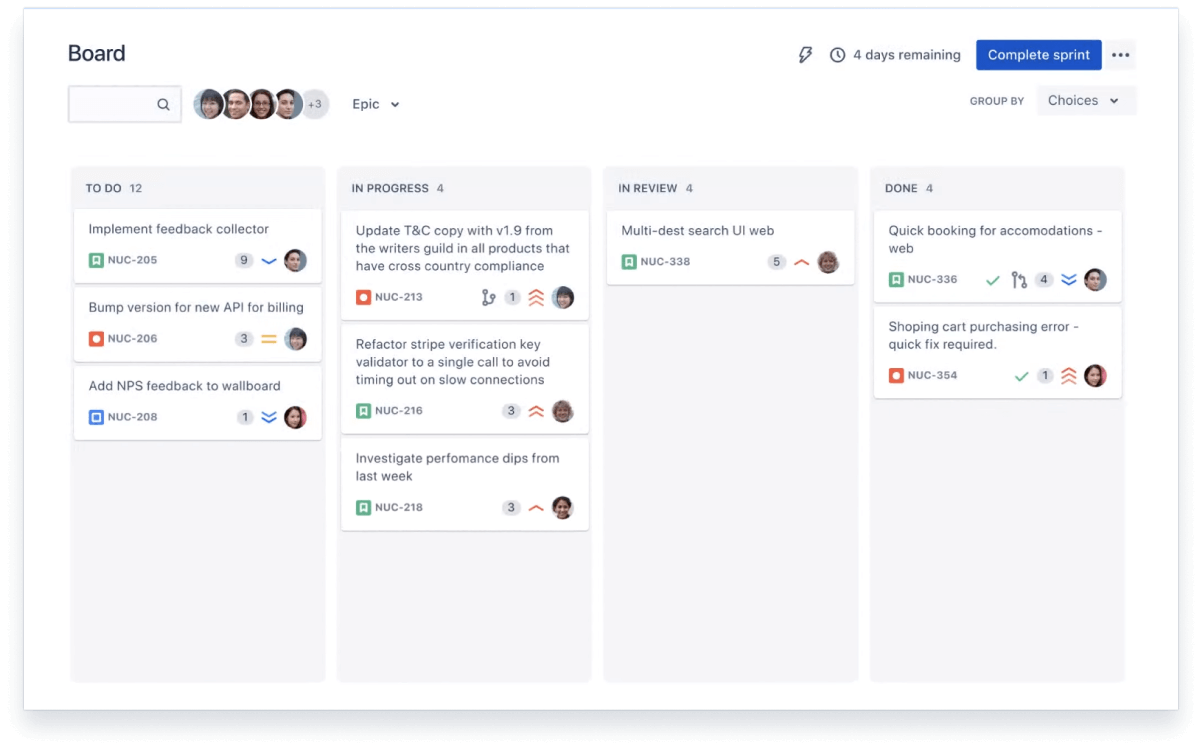 Board
4 days remaining
Complete sprint
+3
Epic
GROUP BY
Choices
TO DO 12
Implement feedback collector
NUC-205
9
Bump version for new API for billing
NUC-206
3
Add NPS feedback to wallboard
NUC-208
1
IN PROGRESS 4
Update T&C copy with v1.9 from
the writers guild in all products that
have cross country compliance
NUC-213
1
Refactor stripe verification key
validator to a single call to avoid
timing out on slow connections
NUC-216
3
Investigate perfomance dips from
last week
NUC-218
3
IN REVIEW 4
Multi-dest search UI web
NUC-338
5
DONE 4
Quick booking for accomodations -
web
NUC-336
4
Shoping cart purchasing error -
quick fix required.
NUC-354
1